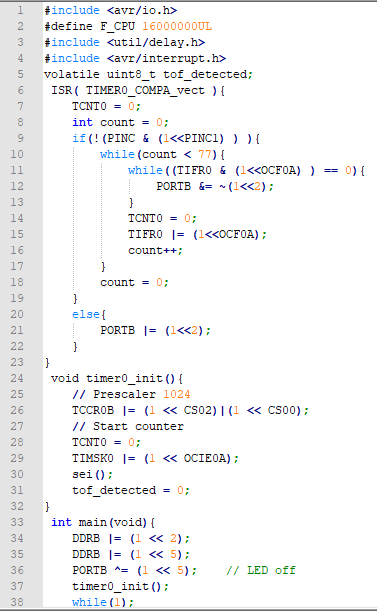 1 #include <avr/io.h>
2 #define F_CPU 16000000UL
3 #include <util/delay.h>
4 #include <avr/interrupt.h>
5 volatile uint8_t tof_detected;
6 ISR( TIMER0_COMPA_vect ){
7 TCNT0 = 0;
8 int count = 0;
9 if(!(PINC & (1<<PINC1) ) ){
10 while(count < 77){
11 while((TIFR0 & (1<<OCF0A) ) == 0){
12 PORTB &= ~(1<<2);
13 }
14 TCNT0 = 0;
15 TIFR0 |= (1<<OCF0A);
16 count++;
17 }
18 count = 0;
19 }
20 else{
21 PORTB |= (1<<2);
22 }
23 }
24 void timer0_init(){
25 // Prescaler 1024
26 TCCR0B |= (1 << CS02)|(1 << CS00);
27 // Start counter
28 TCNT0 = 0;
29 TIMSK0 |= (1 << OCIE0A);
30 sei();
31 tof_detected = 0;
32 }
33 int main(void){
34 DDRB |= (1 << 2);
35 DDRB |= (1 << 5);
36 PORTB ^= (1 << 5); // LED off
37 timer0_init();
38 while(1);